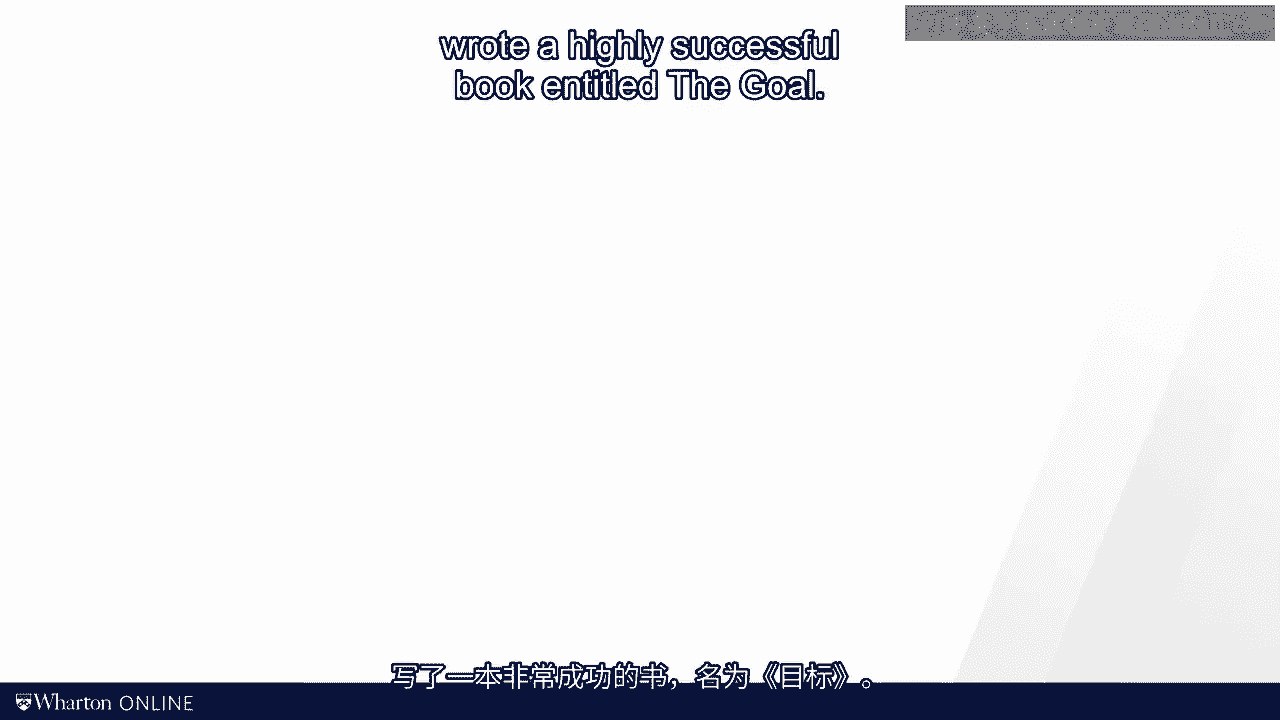 wrote a highly successful
book entitled The Goal.
写了一本非常成功的书，名为《目标》。
Wharton ONLINE